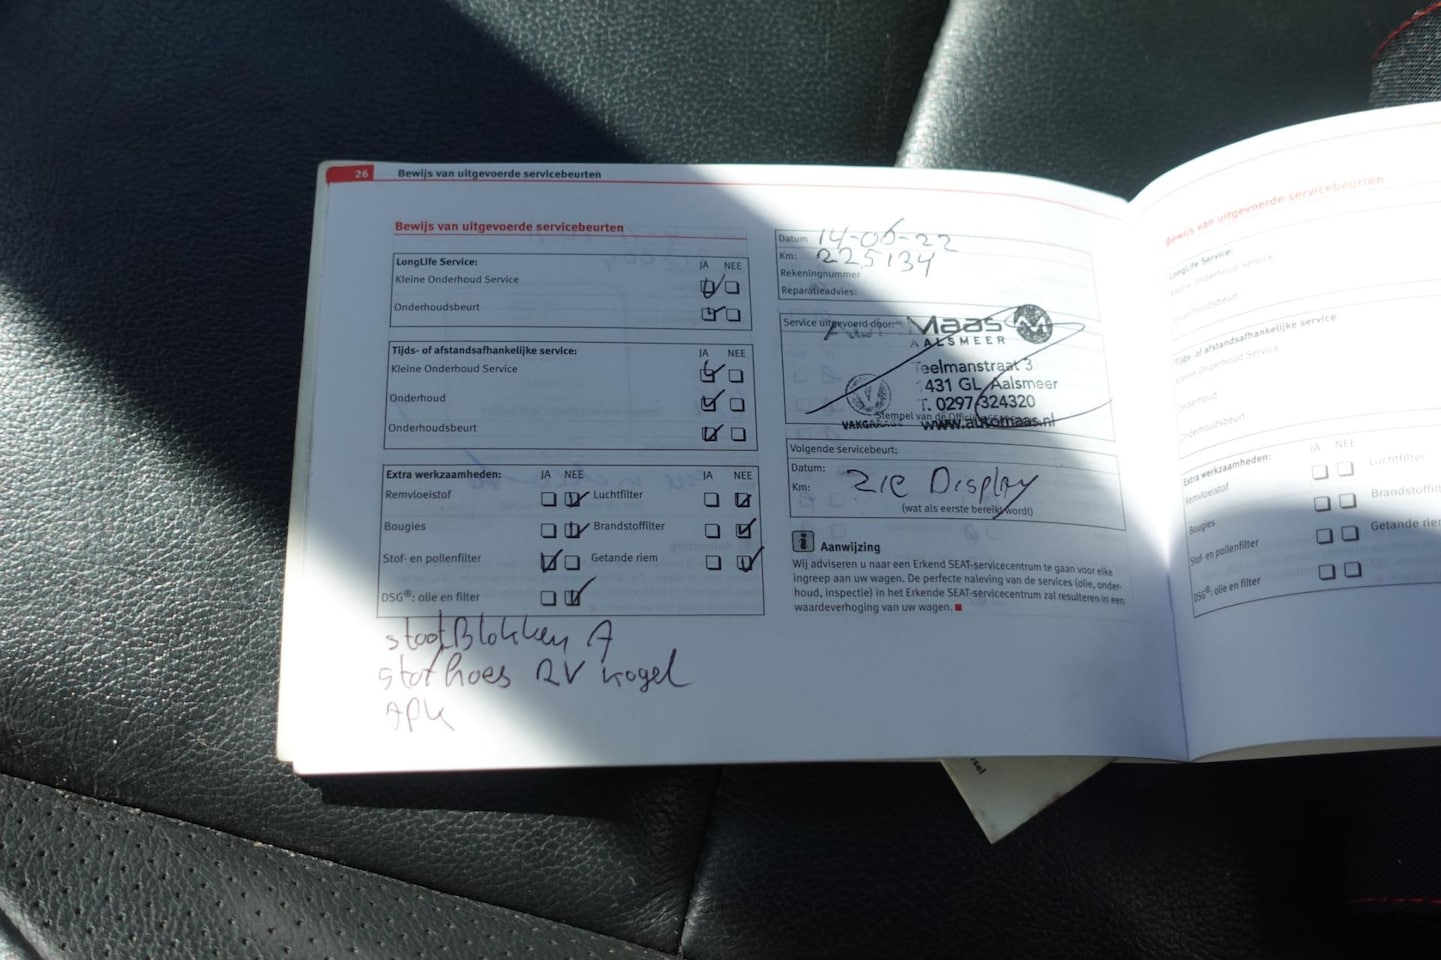 26 Bewijs van uitgevoerde servicebeurten
Bewijs van uitgevoerde servicebeurten
LongLife Service:
JA NEE
Kleine Onderhoud Service
Onderhoudsbeurt
Tijds- of afstandsafhankelijke service:
JA NEE
Kleine Onderhoud Service
Onderhoud
Onderhoudsbeurt
Extra werkzaamheden: JA NEE JA NEE
Remvloeistof Luchtfilter
Bougies Brandstoffilter
Stof- en pollenfilter Getande riem
DSG®: olie en filter
stootBlokken A
stofhoes RV kogel
APK
Datum 14-06-22
Km: 225134
Rekeningnummer
Reparatieadvies:
Service uitgevoerd door:
Maas
AALSMEER
Teelmanstraat 3
1431 GL Aalsmeer
T. 0297-324320
Stempel van de
VAKGARAGE www.automaas.nl
Volgende servicebeurt:
Datum:
Km: zie Display
(wat als eerste bereikt wordt)
i Aanwijzing
Wij adviseren u naar een Erkend SEAT-servicecentrum te gaan voor elke
ingreep aan uw wagen. De perfecte naleving van de services (olie, onder-
houd, inspectie) in het Erkende SEAT-servicecentrum zal resulteren in een
waardeverhoging van uw wagen.
Bewijs van uitgevoerde servicebeurten
LongLife Service:
Kleine Onderhoud Service
Onderhoudsbeurt
Tijds- of afstandsafhankelijke service:
Kleine Onderhoud Service
Onderhoud
Onderhoudsbeurt
Extra werkzaamheden: JA NEE
Remvloeistof Luchtfilter
Bougies Brandstoffil
Stof- en pollenfilter Getande riem
DSG®: olie en filter